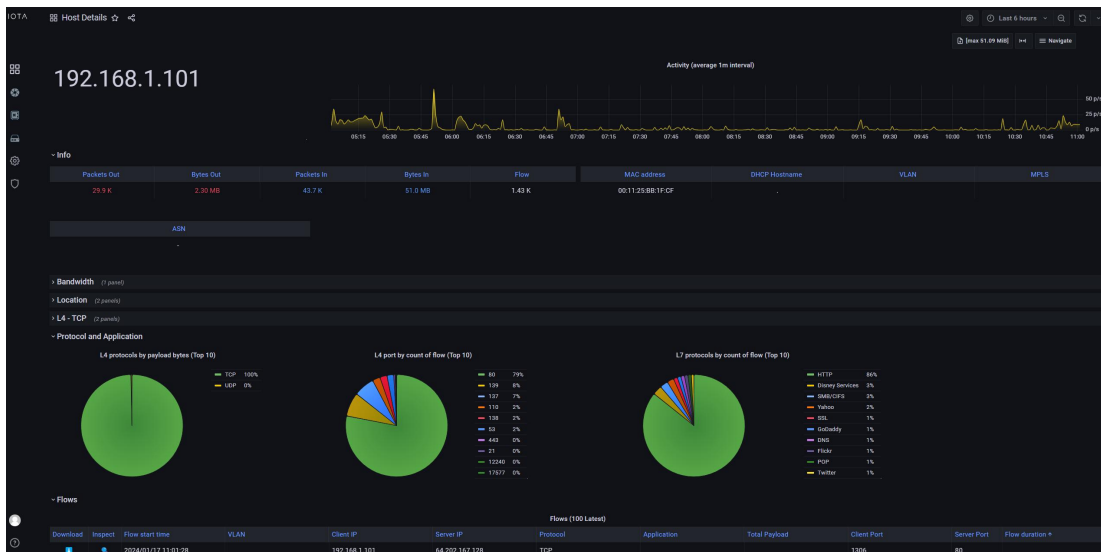 IOTA
Host Details
Last 6 hours
[max 51.09 MiB]
Navigate
192.168.1.101
Activity (average 1m interval)
50 p/s
25 p/s
0 p/s
05:15 05:30 05:45 06:00 06:15 06:30 06:45 07:00 07:15 07:30 07:45 08:00 08:15 08:30 08:45 09:00 09:15 09:30 09:45 10:00 10:15 10:30 10:45 11:00
Info
Packets Out Bytes Out Packets In Bytes In Flow MAC address DHCP Hostname VLAN MPLS
29.9 K 2.30 MB 43.7 K 51.0 MB 1.43 K 00:11:25:BB:1F:CF -
ASN
-
Bandwidth (1 panel)
Location (2 panels)
L4 - TCP (2 panels)
Protocol and Application
L4 protocols by payload bytes (Top 10)
TCP 100%
UDP 0%
L4 port by count of flow (Top 10)
80 79%
139 8%
137 7%
110 2%
138 2%
53 2%
443 0%
21 0%
12240 0%
17577 0%
L7 protocols by count of flow (Top 10)
HTTP 86%
Disney Services 3%
SMB/CIFS 3%
Yahoo 2%
SSL 1%
GoDaddy 1%
DNS 1%
Flickr 1%
POP 1%
Twitter 1%
Flows
Flows (100 Latest)
Download Inspect Flow start time VLAN Client IP Server IP Protocol Application Total Payload Client Port Server Port Flow duration
2024/01/17 11:01:28 192.168.1.101 64.202.167.128 TCP 1306 80